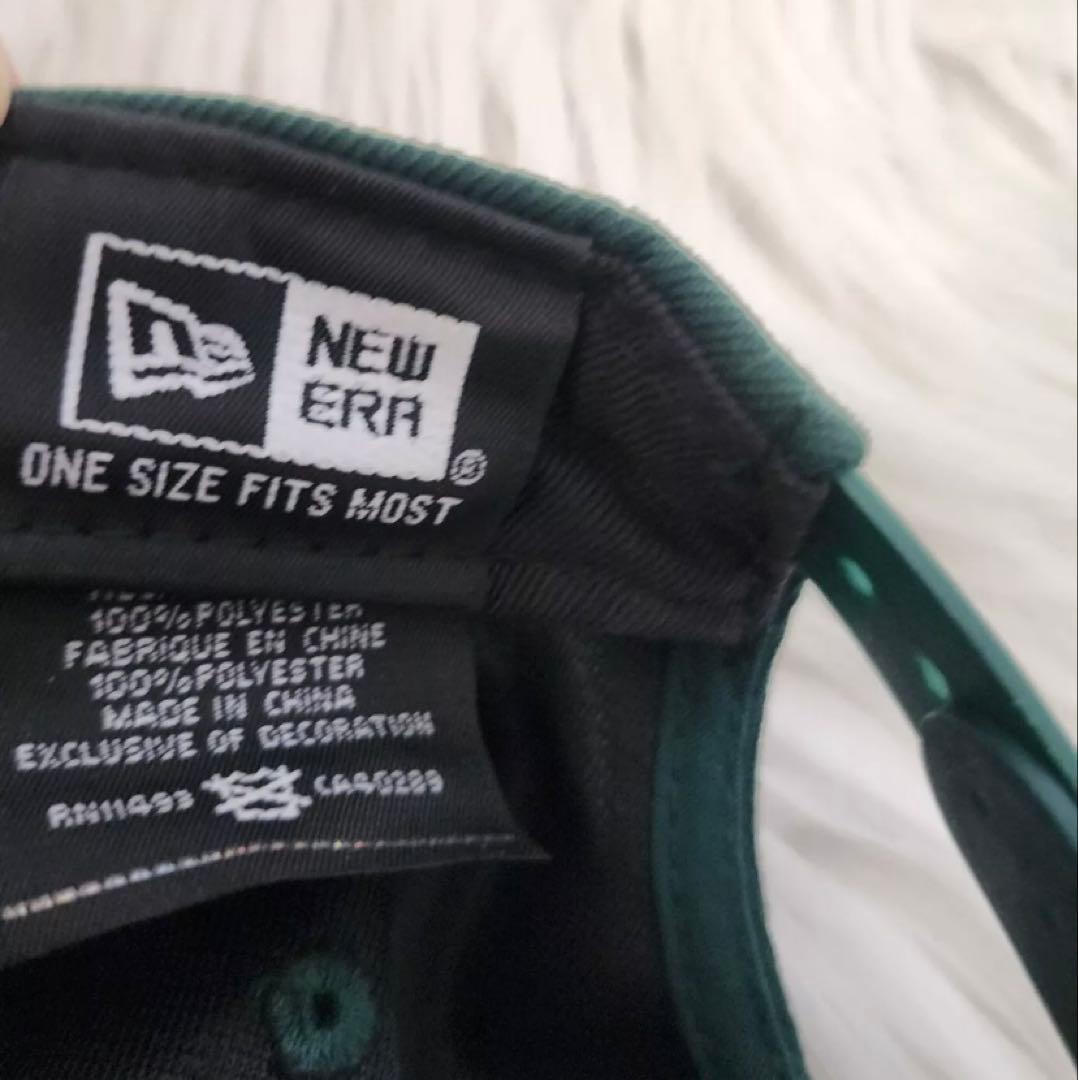 NEW
ERA
®
ONE SIZE FITS MOST
100% POLYESTER
FABRIQUE EN CHINE
100% POLYESTER
MADE IN CHINA
EXCLUSIVE OF DECORATION
RN11493 CA40289